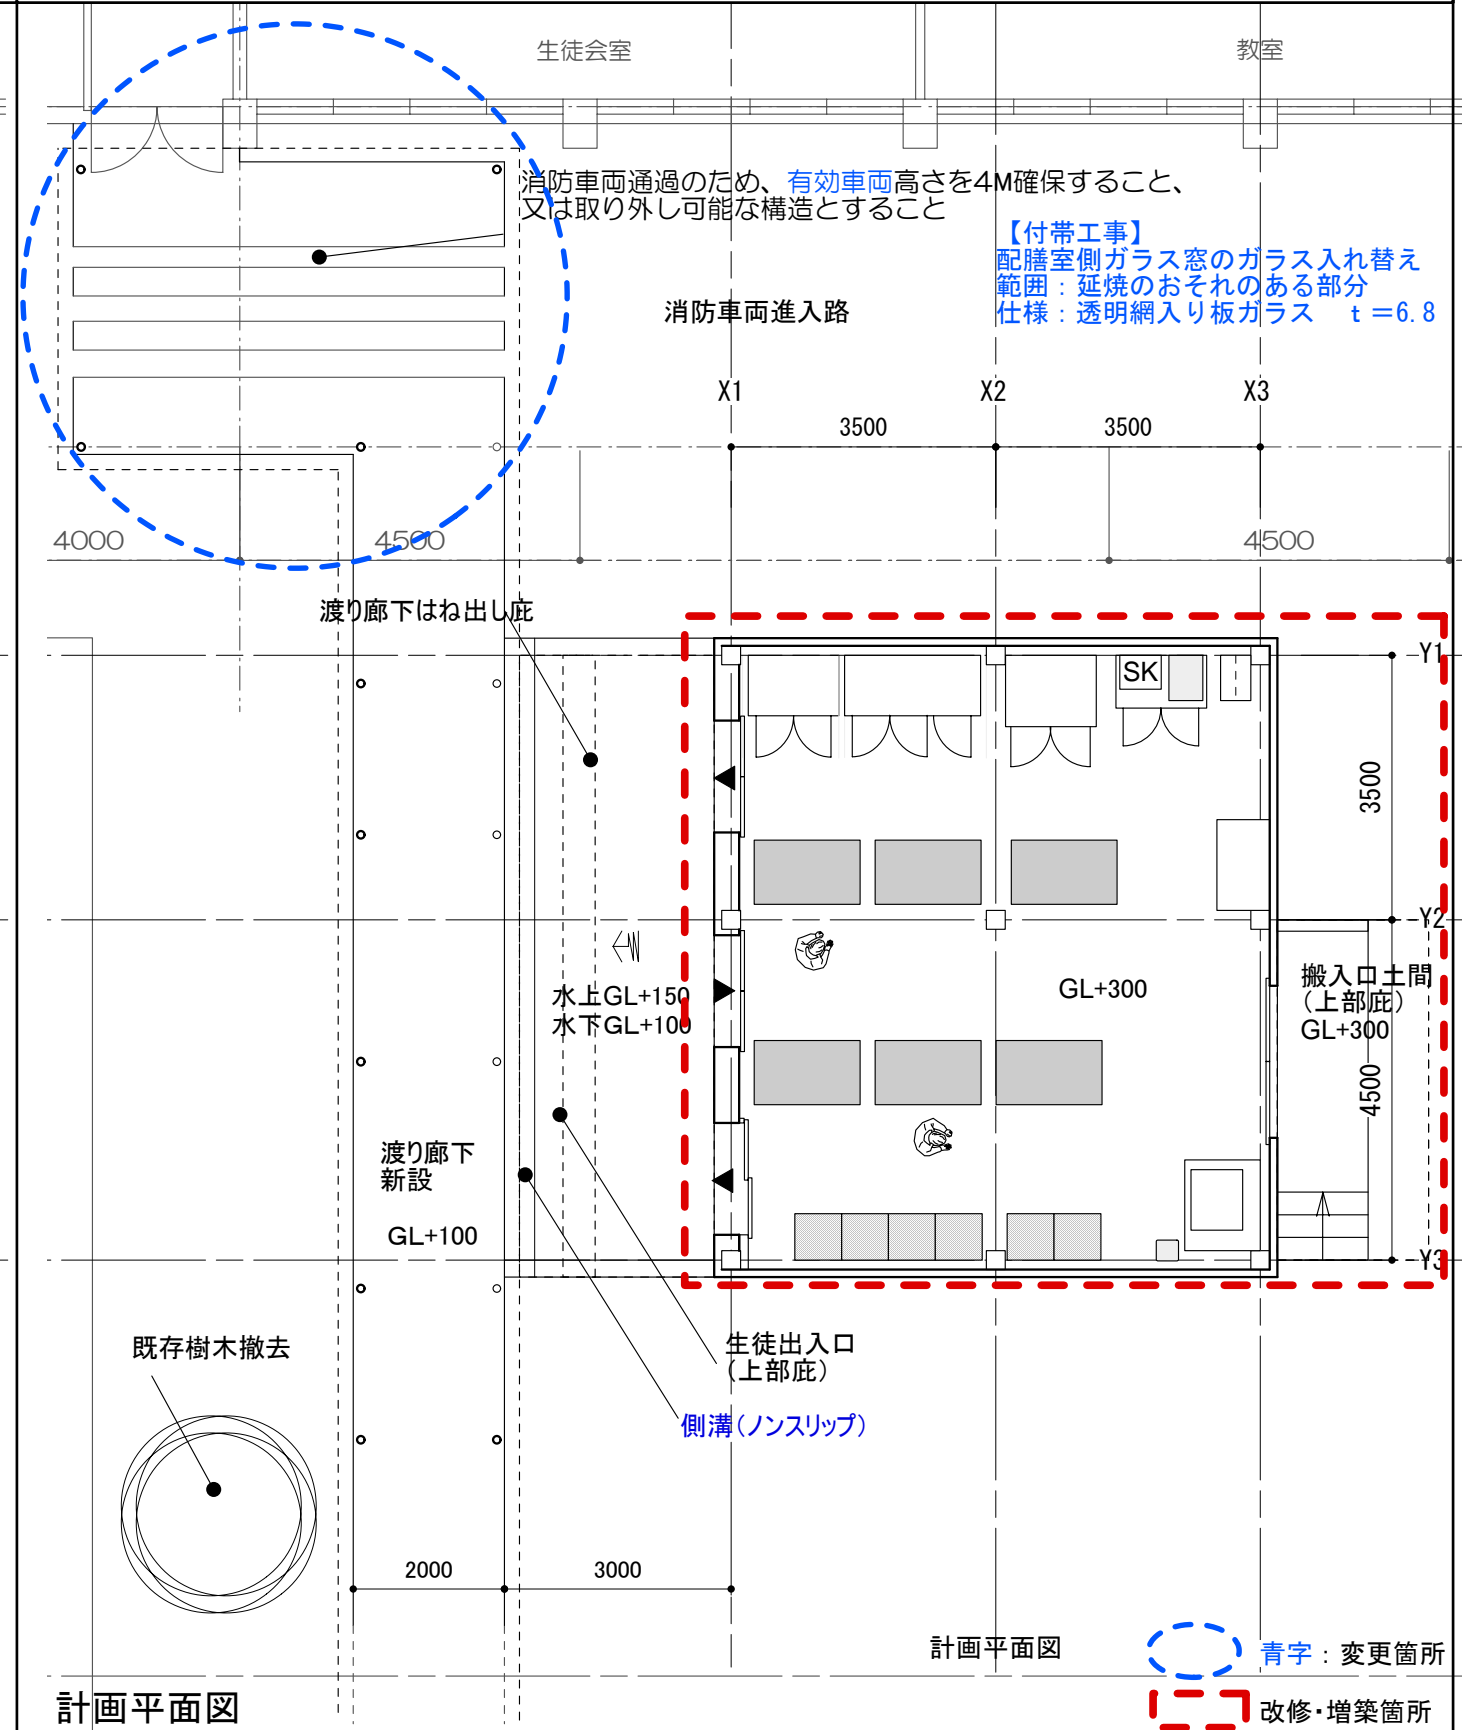 生徒会室
教室
消防車両通過のため、有効車両高さを4M確保すること、
又は取り外し可能な構造とすること
【付帯工事】
配膳室側ガラス窓のガラス入れ替え
範囲：延焼のおそれのある部分
仕様：透明網入り板ガラス　ｔ＝6.8
消防車両進入路
X1
X2
X3
3500
3500
4000
4500
4500
渡り廊下はね出し庇
Y1
SK
3500
Y2
水上GL+150
水下GL+100
GL+300
搬入口土間
（上部庇）
GL+300
4500
渡り廊下
新設
GL+100
Y3
既存樹木撤去
生徒出入口
（上部庇）
側溝（ノンスリップ）
2000
3000
計画平面図
青字：変更箇所
計画平面図
改修・増築箇所